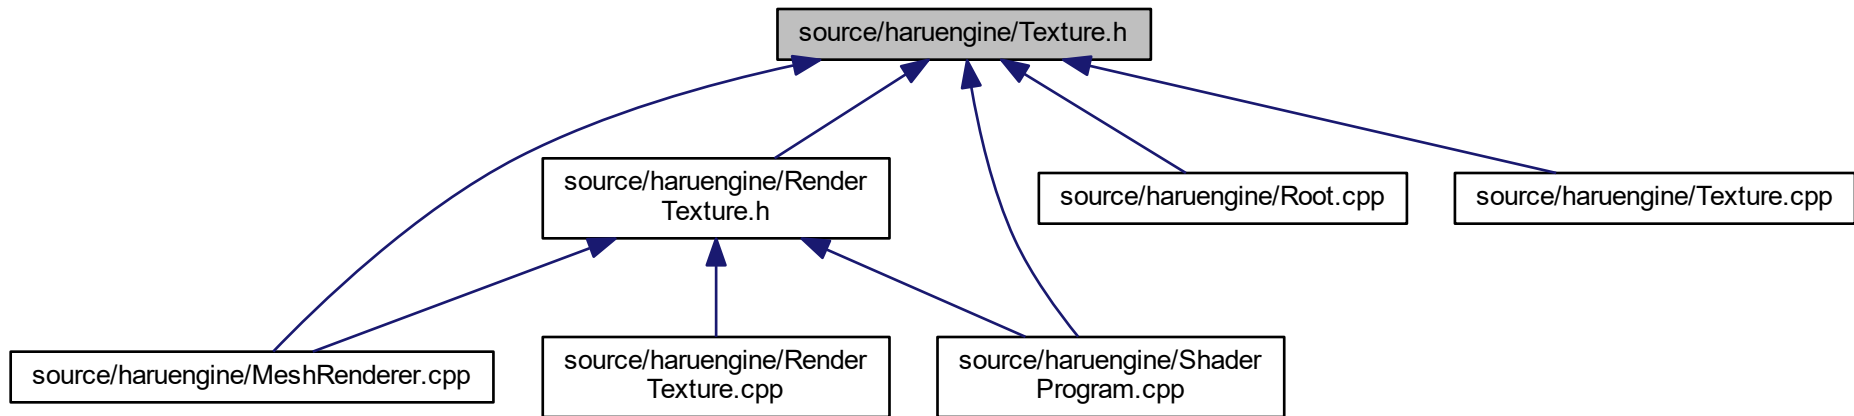 source/haruengine/Texture.h
source/haruengine/Render
Texture.h
source/haruengine/Root.cpp
source/haruengine/Texture.cpp
source/haruengine/MeshRenderer.cpp
source/haruengine/Render
Texture.cpp
source/haruengine/Shader
Program.cpp